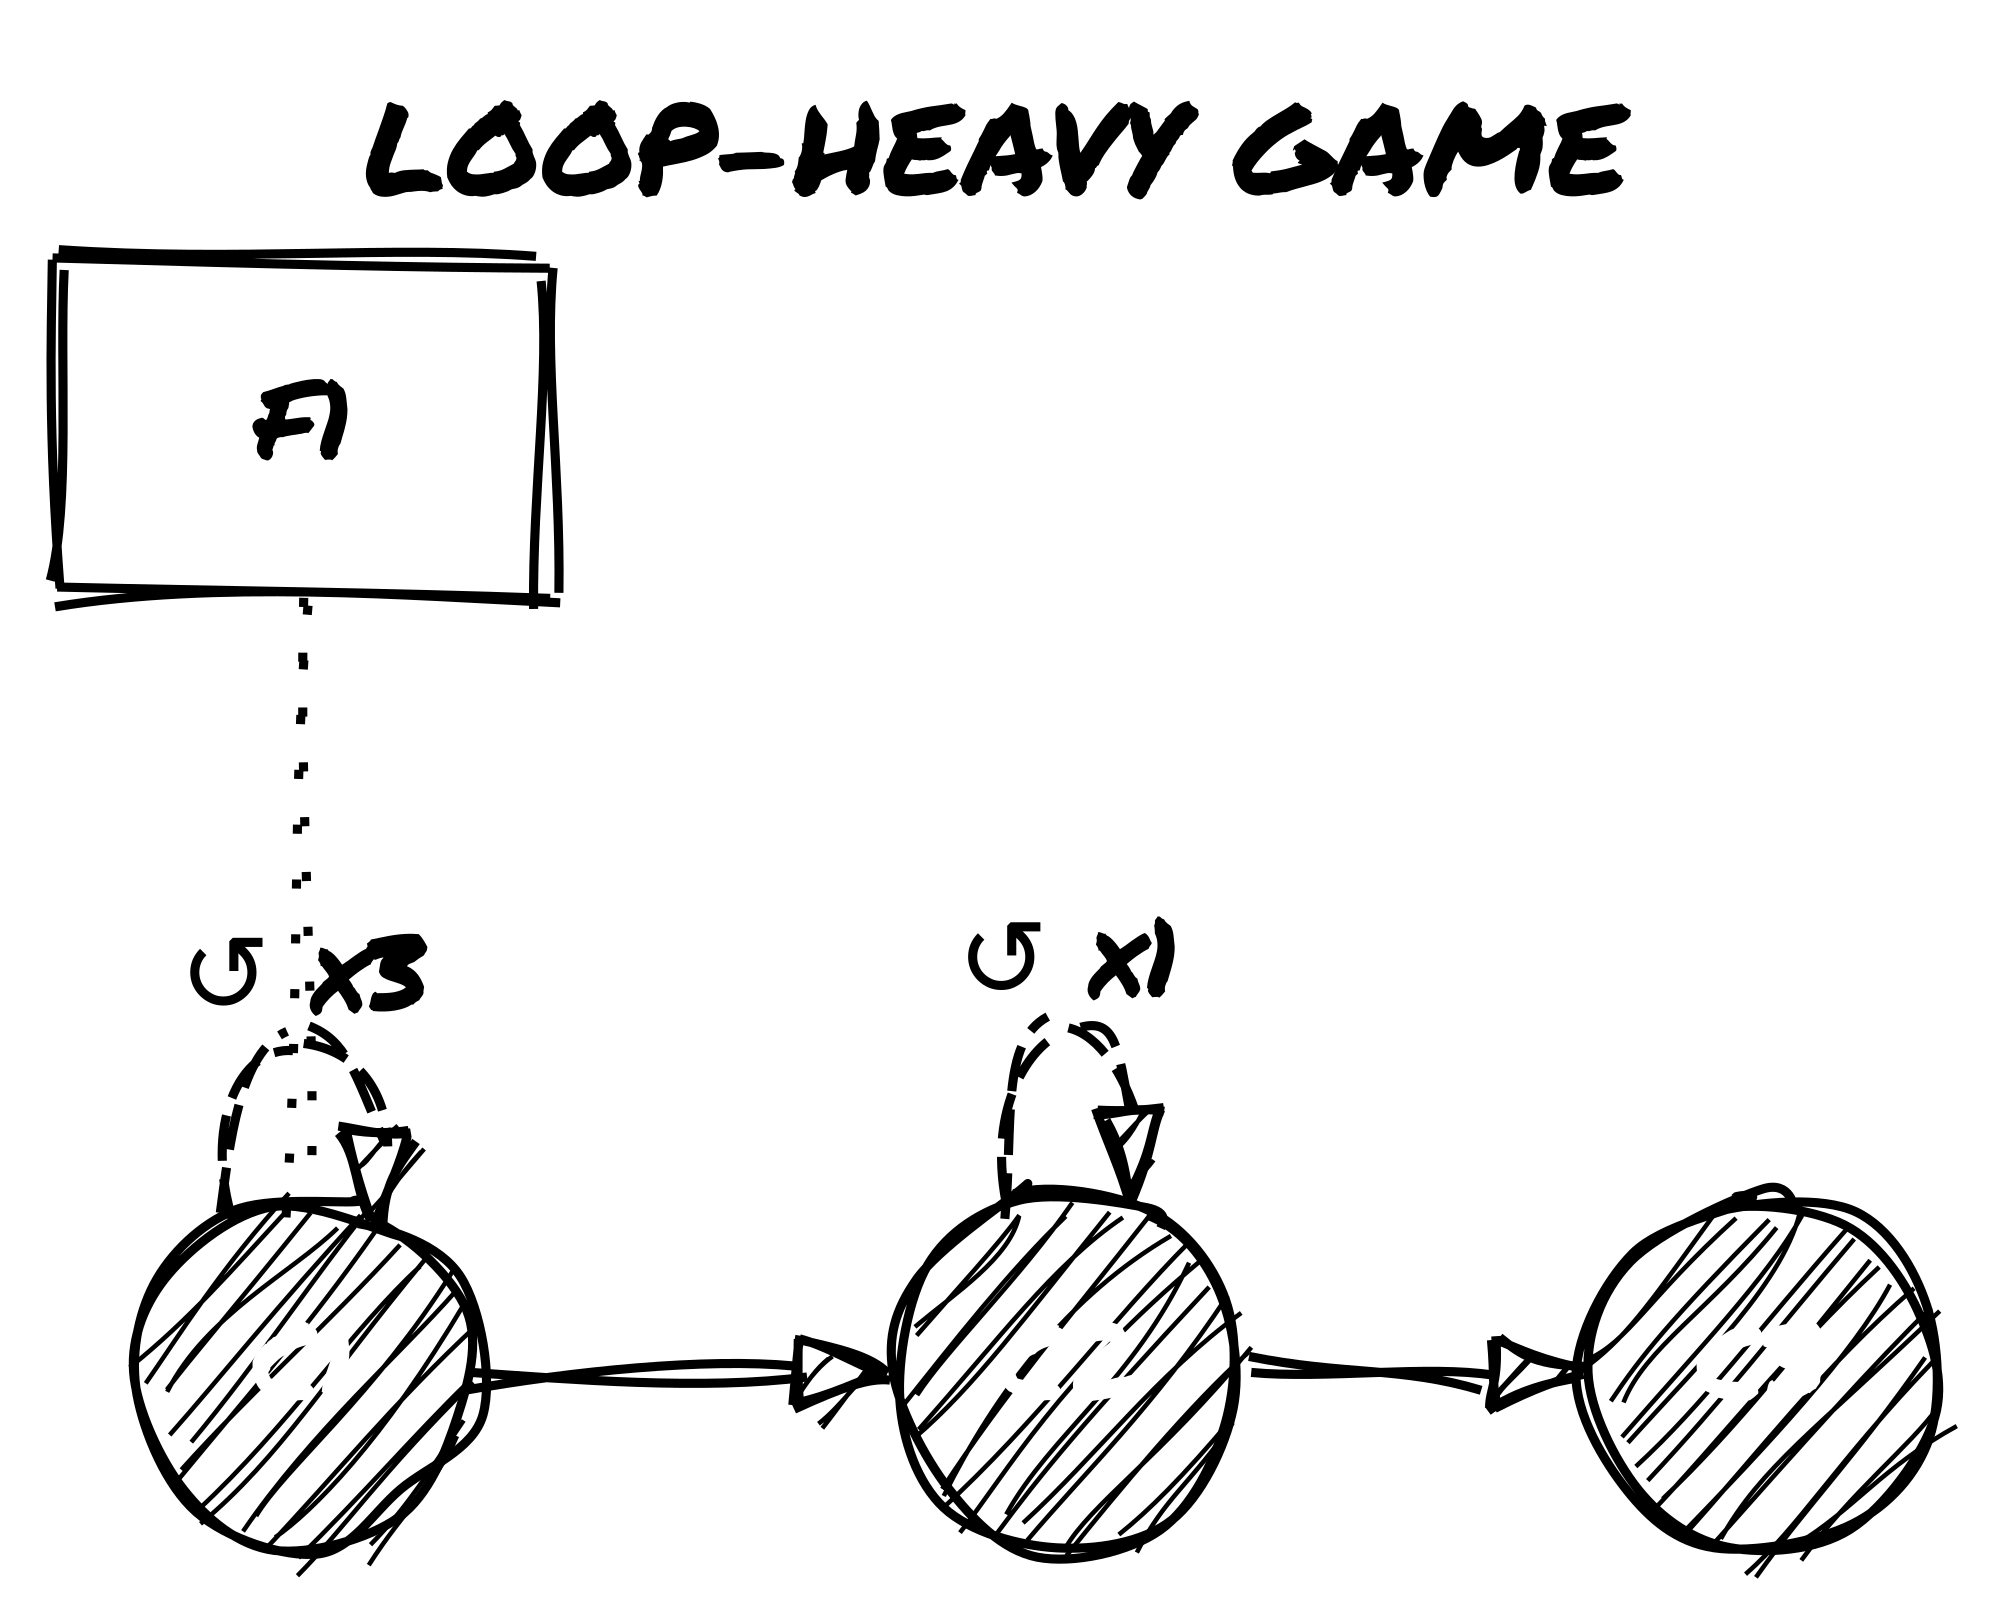 LOOP-HEAVY GAME
F1
↺ x3
↺ x1